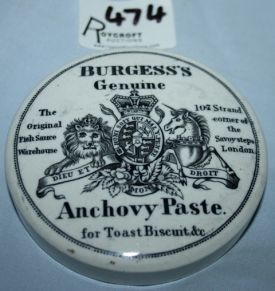 474
ROYCROFT
AUCTIONS
BURGESS'S
Genuine
The
Original
Fish Sauce
Warehouse
107 Strand
corner of
the
Savoy steps
London.
DIEU ET
MON
DROIT
Anchovy Paste.
for Toast Biscuit, &c